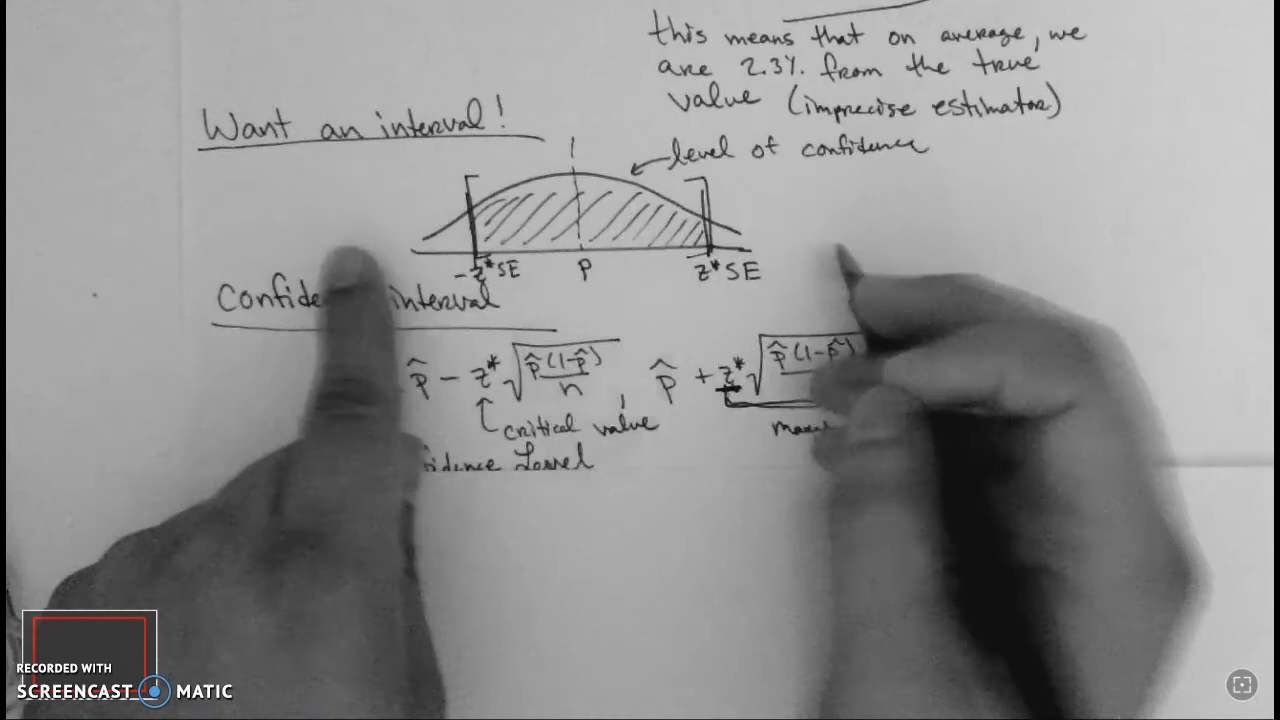 this means that on average, we
are 2.3% from the true
value (imprecise estimator)
Want an interval!
level of confidence
-z* SE P z* SE
interval
p̂ - z* √p̂(1-p̂)/n , p̂ + z* √p̂(1-p̂)
critical value
Level
RECORDED WITH
SCREENCAST MATIC